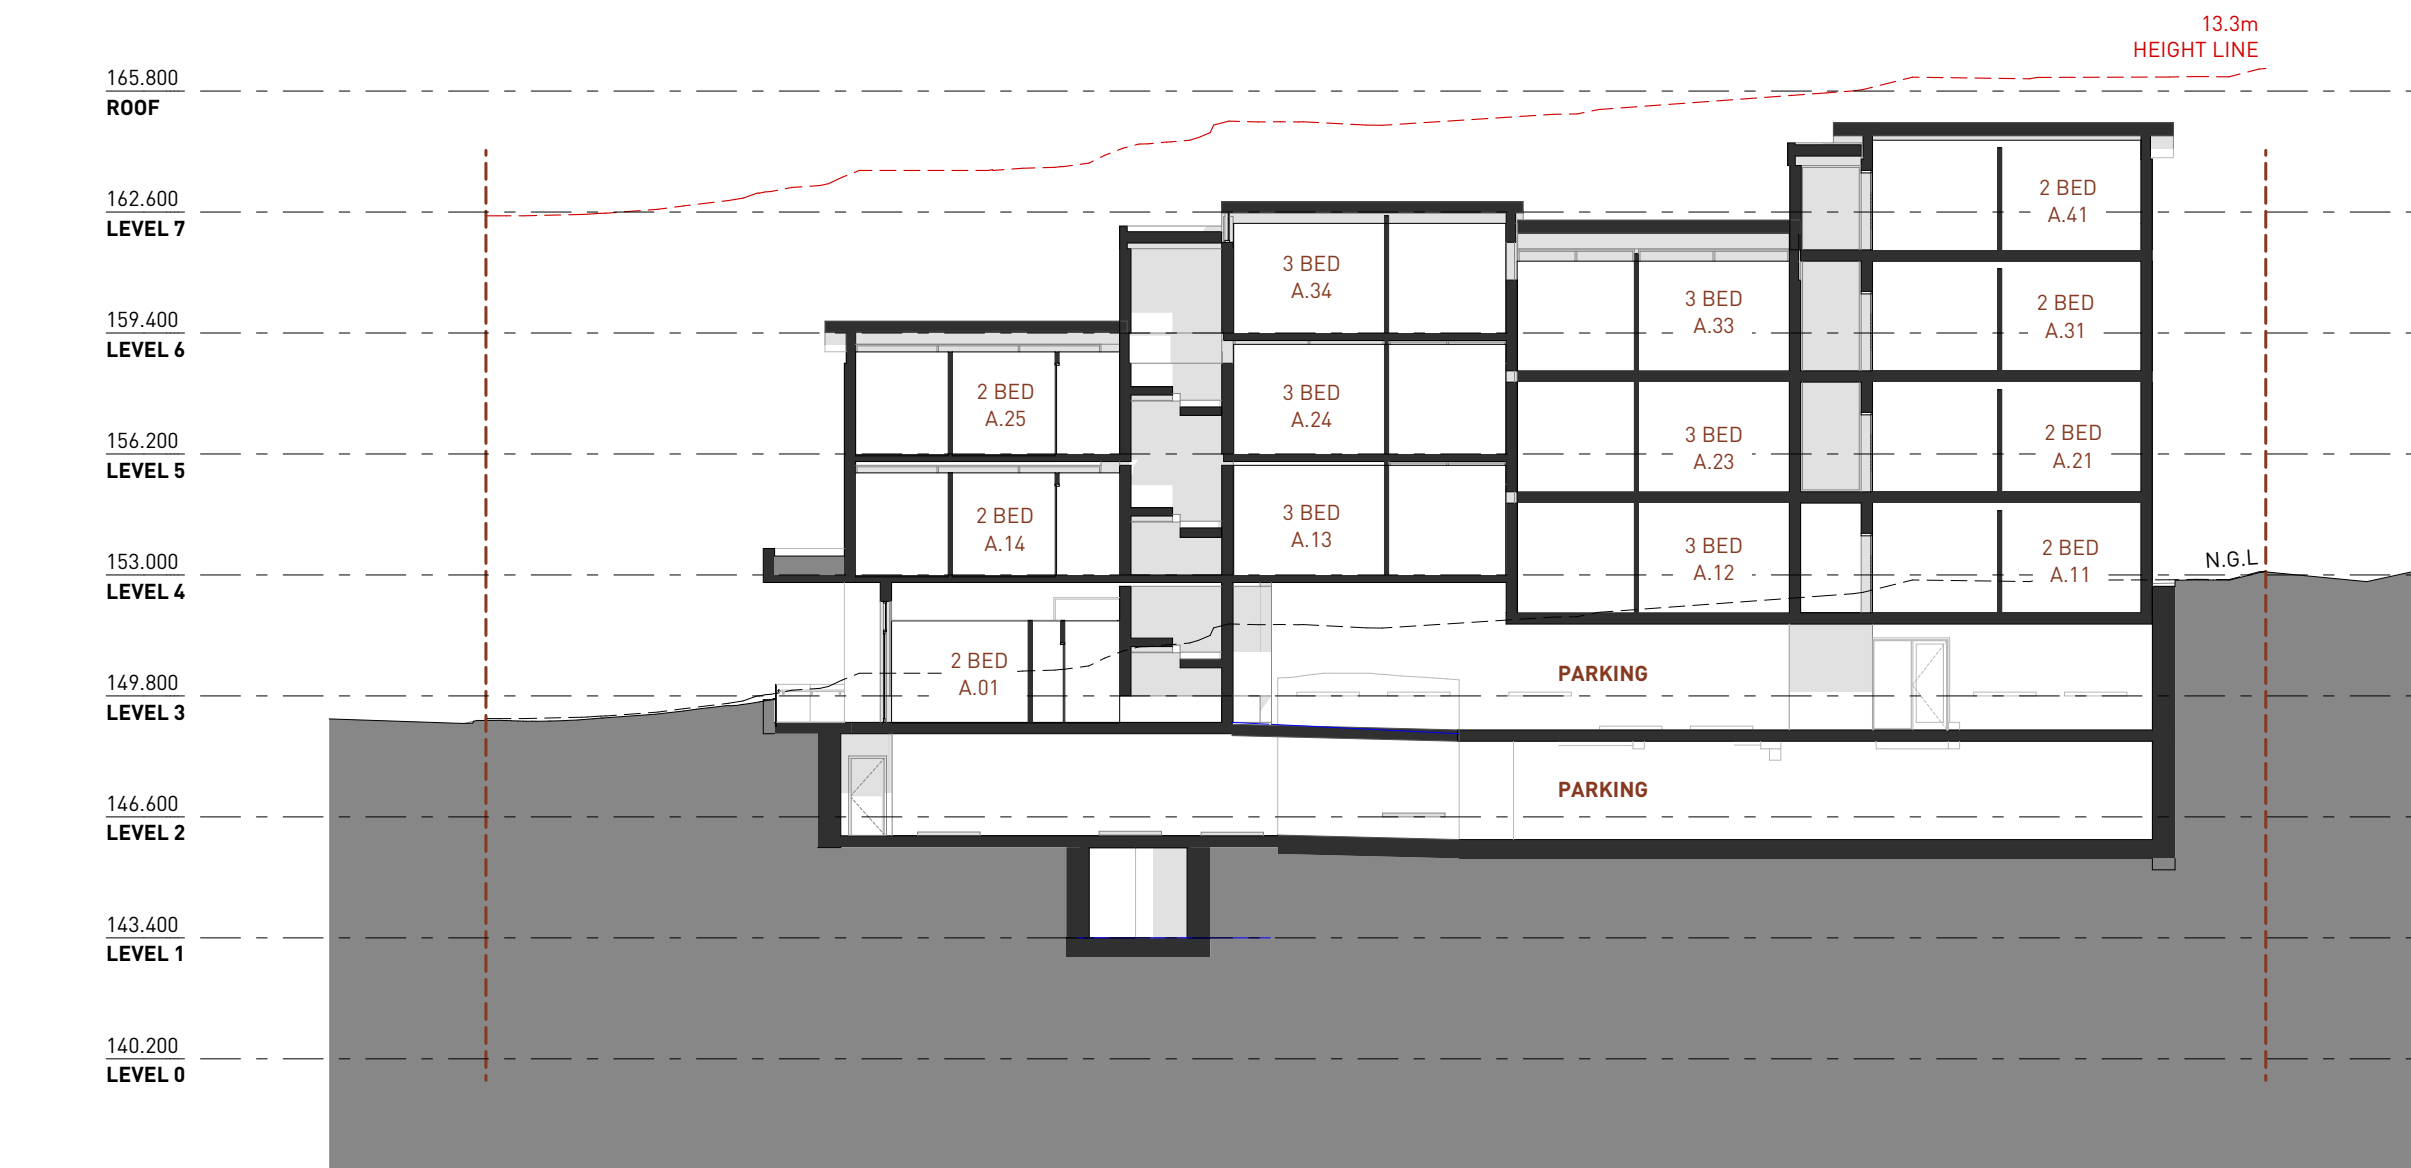 13.3m
HEIGHT LINE
165.800
ROOF
162.600
LEVEL 7
159.400
LEVEL 6
156.200
LEVEL 5
153.000
LEVEL 4
149.800
LEVEL 3
146.600
LEVEL 2
143.400
LEVEL 1
140.200
LEVEL 0
2 BED
A.41
3 BED
A.34
3 BED
A.33
2 BED
A.31
2 BED
A.25
3 BED
A.24
3 BED
A.23
2 BED
A.21
2 BED
A.14
3 BED
A.13
3 BED
A.12
2 BED
A.11
N.G.L
2 BED
A.01
PARKING
PARKING